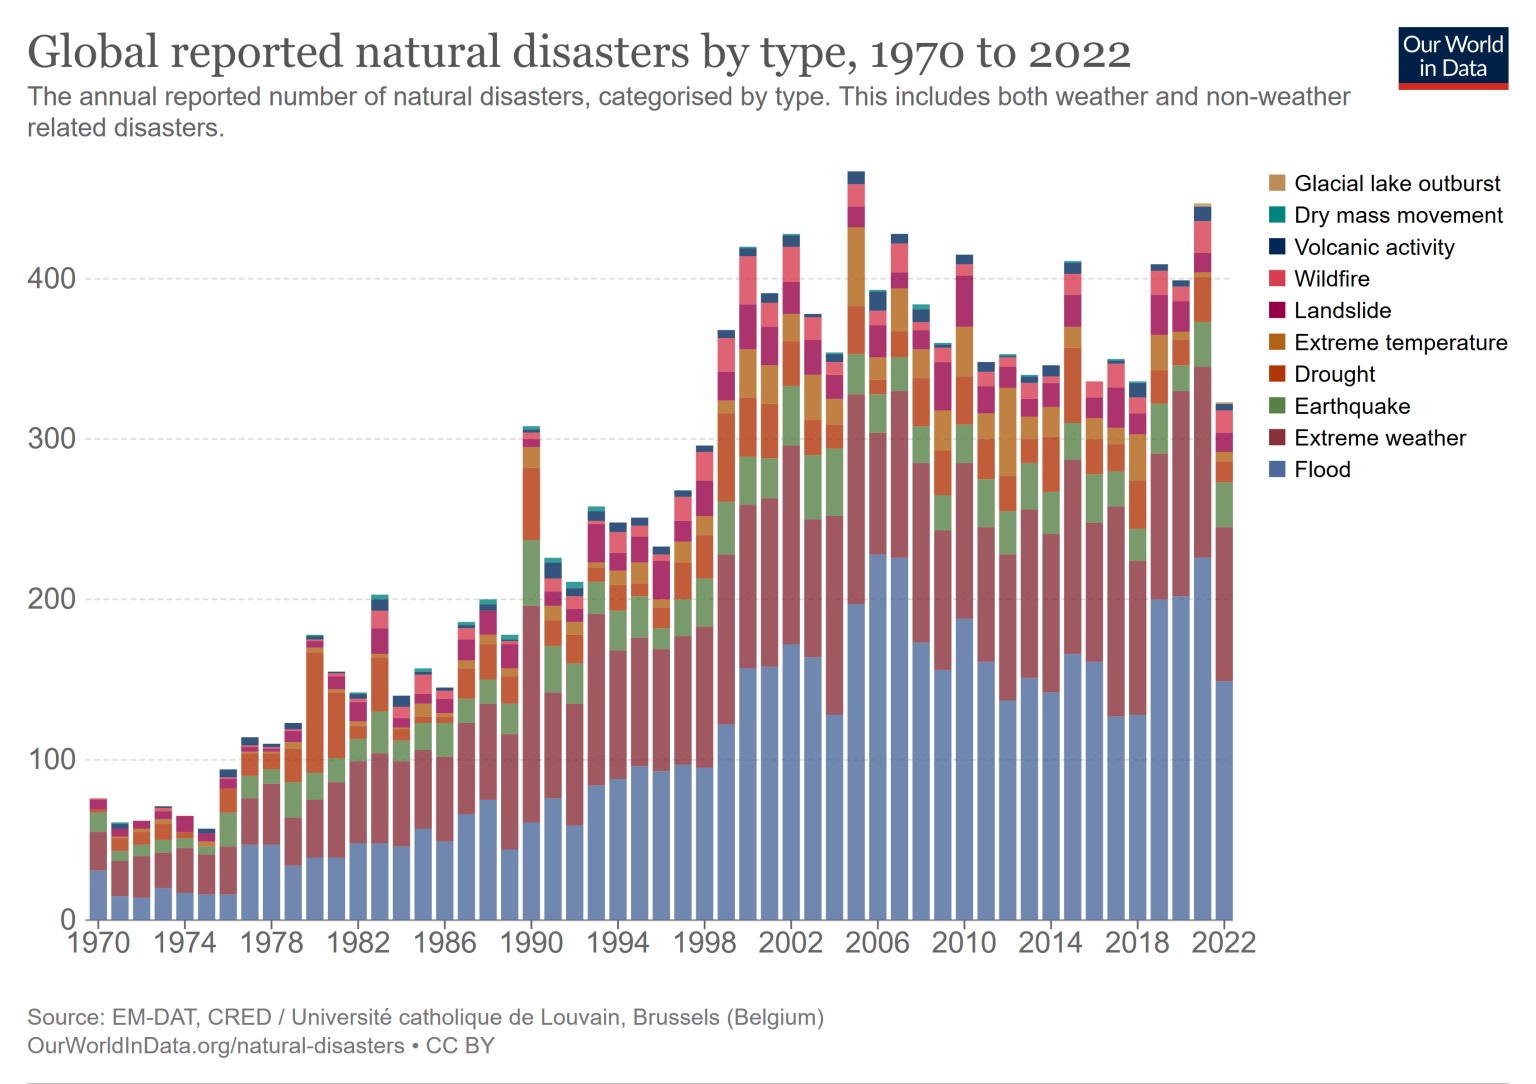 Global reported natural disasters by type, 1970 to 2022
The annual reported number of natural disasters, categorised by type. This includes both weather and non-weather
related disasters.
Our World
in Data
Glacial lake outburst
Dry mass movement
Volcanic activity
Wildfire
Landslide
Extreme temperature
Drought
Earthquake
Extreme weather
Flood
400
300
200
100
0
1970 1974 1978 1982 1986 1990 1994 1998 2002 2006 2010 2014 2018 2022
Source: EM-DAT, CRED / Université catholique de Louvain, Brussels (Belgium)
OurWorldInData.org/natural-disasters • CC BY